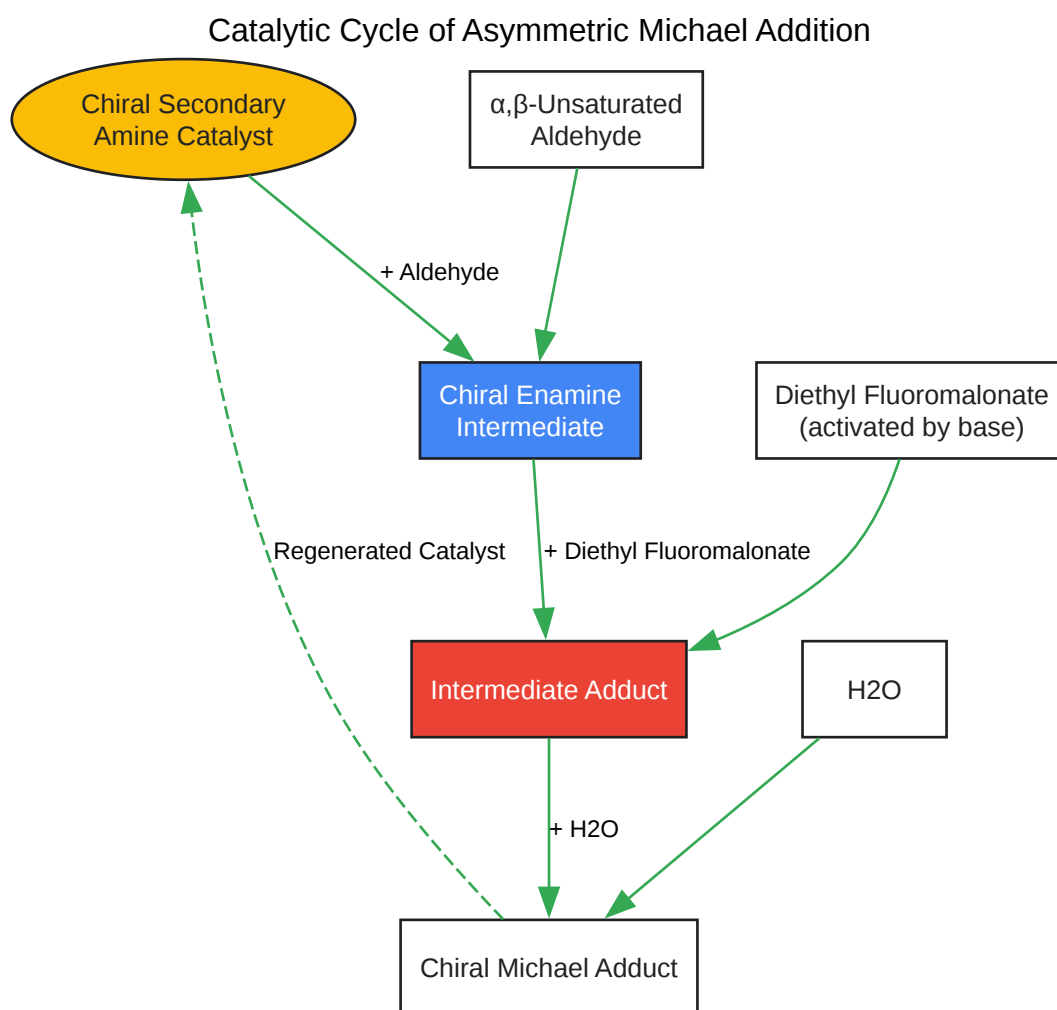 Catalytic Cycle of Asymmetric Michael Addition
Chiral Secondary
Amine Catalyst
α,β-Unsaturated
Aldehyde
+ Aldehyde
Chiral Enamine
Intermediate
Diethyl Fluoromalonate
(activated by base)
Regenerated Catalyst
+ Diethyl Fluoromalonate
Intermediate Adduct
H2O
+ H2O
Chiral Michael Adduct